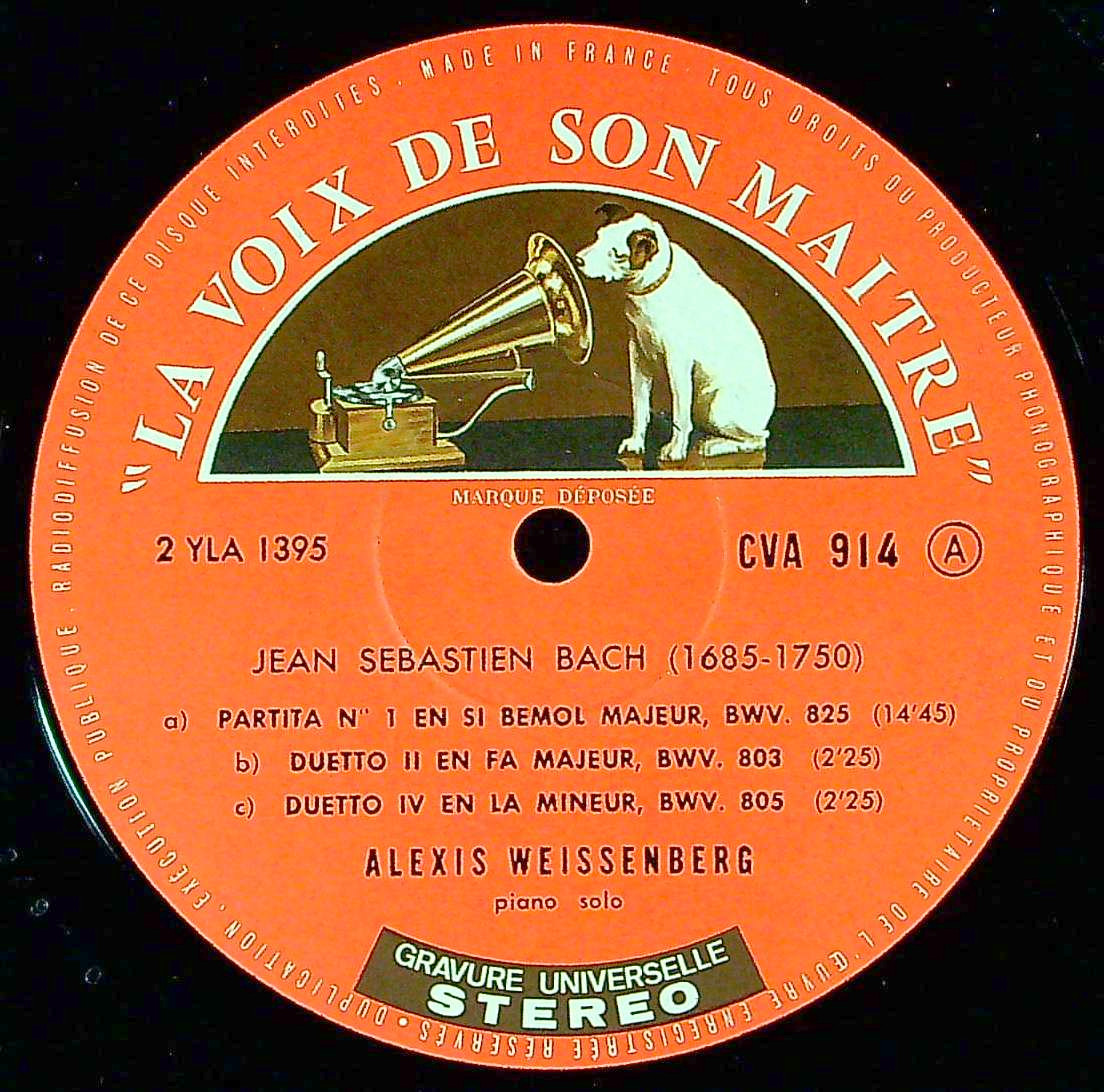 TOUS DROITS DU PRODUCTEUR PHONOGRAPHIQUE ET DU PROPRIETAIRE DE L'ŒUVRE ENREGISTRÉE RÉSERVÉS • DUPLICATION, EXÉCUTION PUBLIQUE, RADIODIFFUSION DE CE DISQUE INTERDITES . MADE IN FRANCE
"LA VOIX DE SON MAITRE"
MARQUE DÉPOSÉE
2 YLA 1395
CVA 914 A
JEAN SEBASTIEN BACH (1685-1750)
a) PARTITA N° 1 EN SI BEMOL MAJEUR, BWV. 825 (14'45)
b) DUETTO II EN FA MAJEUR, BWV. 803 (2'25)
c) DUETTO IV EN LA MINEUR, BWV. 805 (2'25)
ALEXIS WEISSENBERG
piano solo
GRAVURE UNIVERSELLE
STEREO